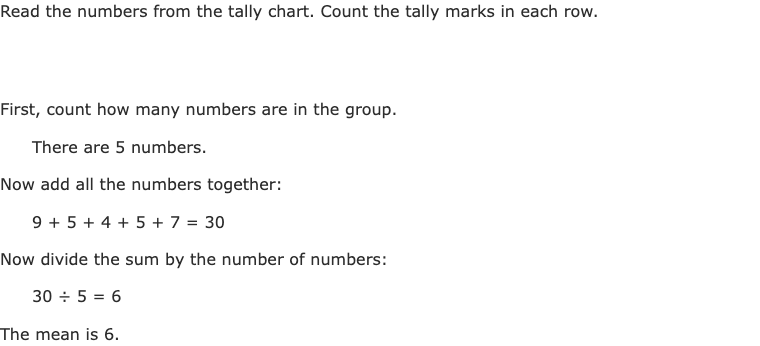 Read the numbers from the tally chart. Count the tally marks in each row.
First, count how many numbers are in the group.
There are 5 numbers.
Now add all the numbers together:
9 + 5 + 4 + 5 + 7 = 30
Now divide the sum by the number of numbers:
30 ÷ 5 = 6
The mean is 6.